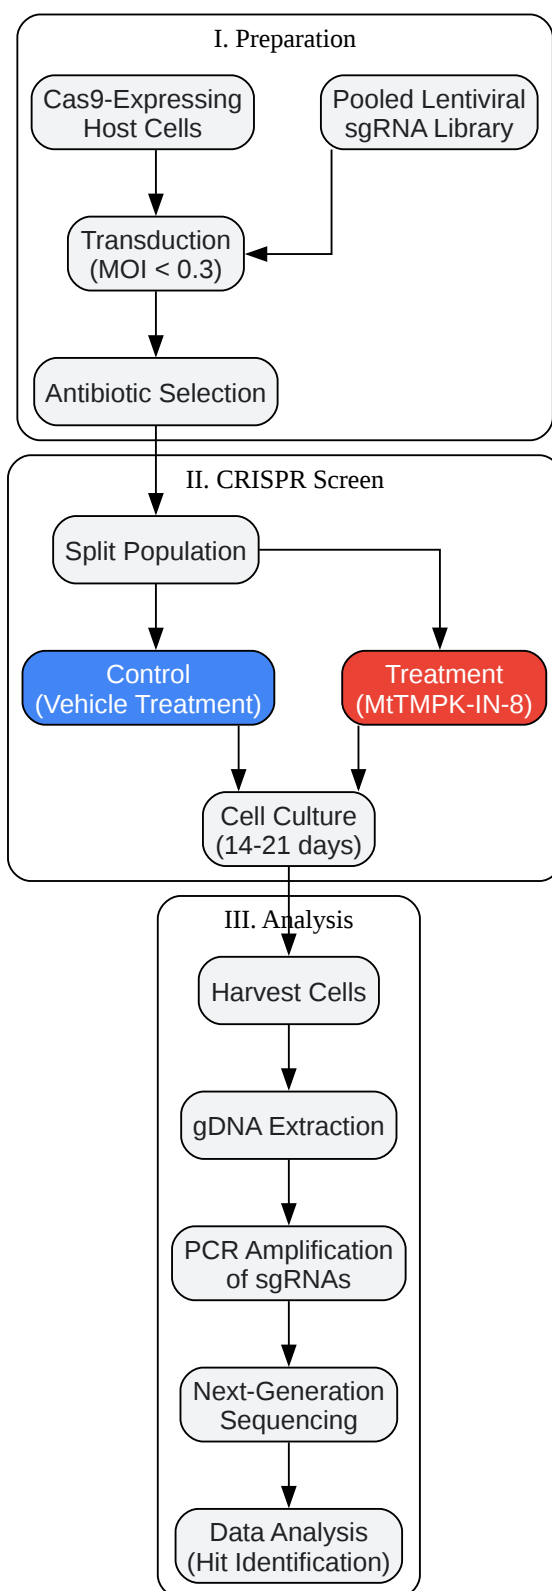 I. Preparation
Cas9-Expressing
Host Cells
Pooled Lentiviral
sgRNA Library
Transduction
(MOI < 0.3)
Antibiotic Selection
II. CRISPR Screen
Split Population
Control
(Vehicle Treatment)
Treatment
(MtTMPK-IN-8)
Cell Culture
(14-21 days)
III. Analysis
Harvest Cells
gDNA Extraction
PCR Amplification
of sgRNAs
Next-Generation
Sequencing
Data Analysis
(Hit Identification)